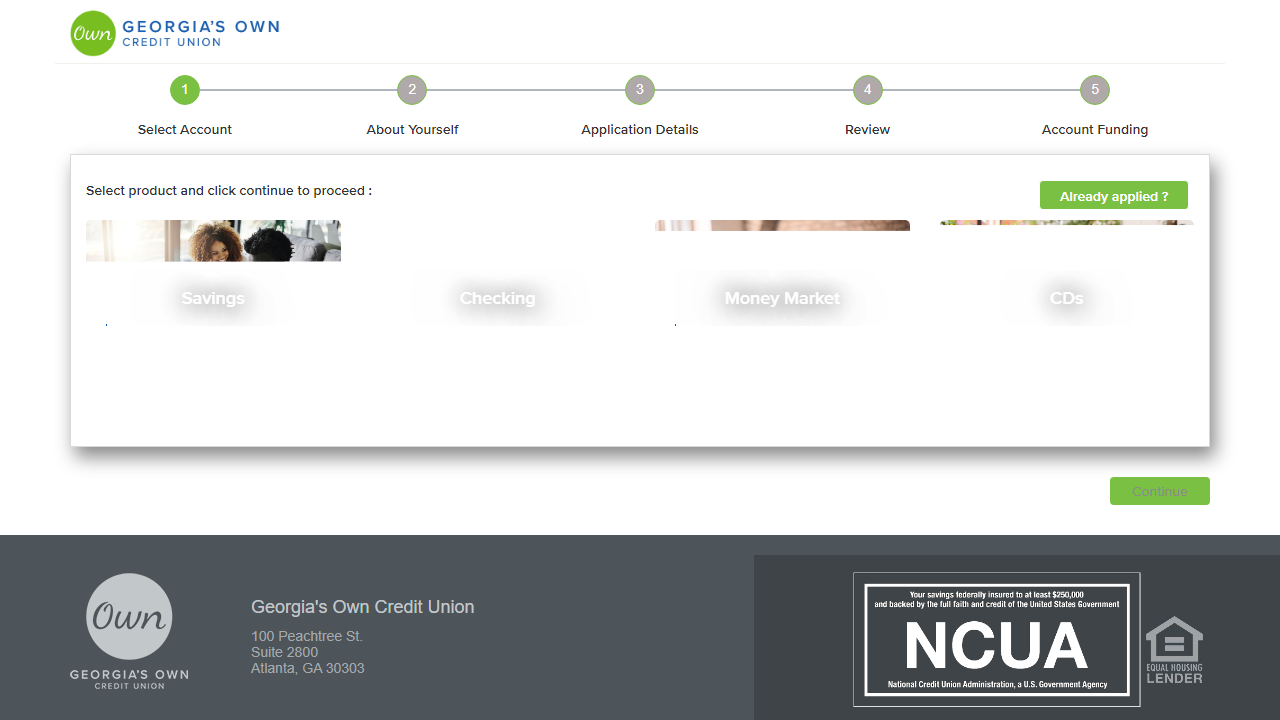 Own GEORGIA'S OWN
CREDIT UNION
1 2 3 4 5
Select Account About Yourself Application Details Review Account Funding
Select product and click continue to proceed :
Already applied ?
Savings Checking Money Market CDs
Continue
Own
GEORGIA'S OWN
CREDIT UNION
Georgia's Own Credit Union
100 Peachtree St.
Suite 2800
Atlanta, GA 30303
Your savings federally insured to at least $250,000
and backed by the full faith and credit of the United States Government
NCUA
National Credit Union Administration, a U.S. Government Agency
EQUAL HOUSING
LENDER